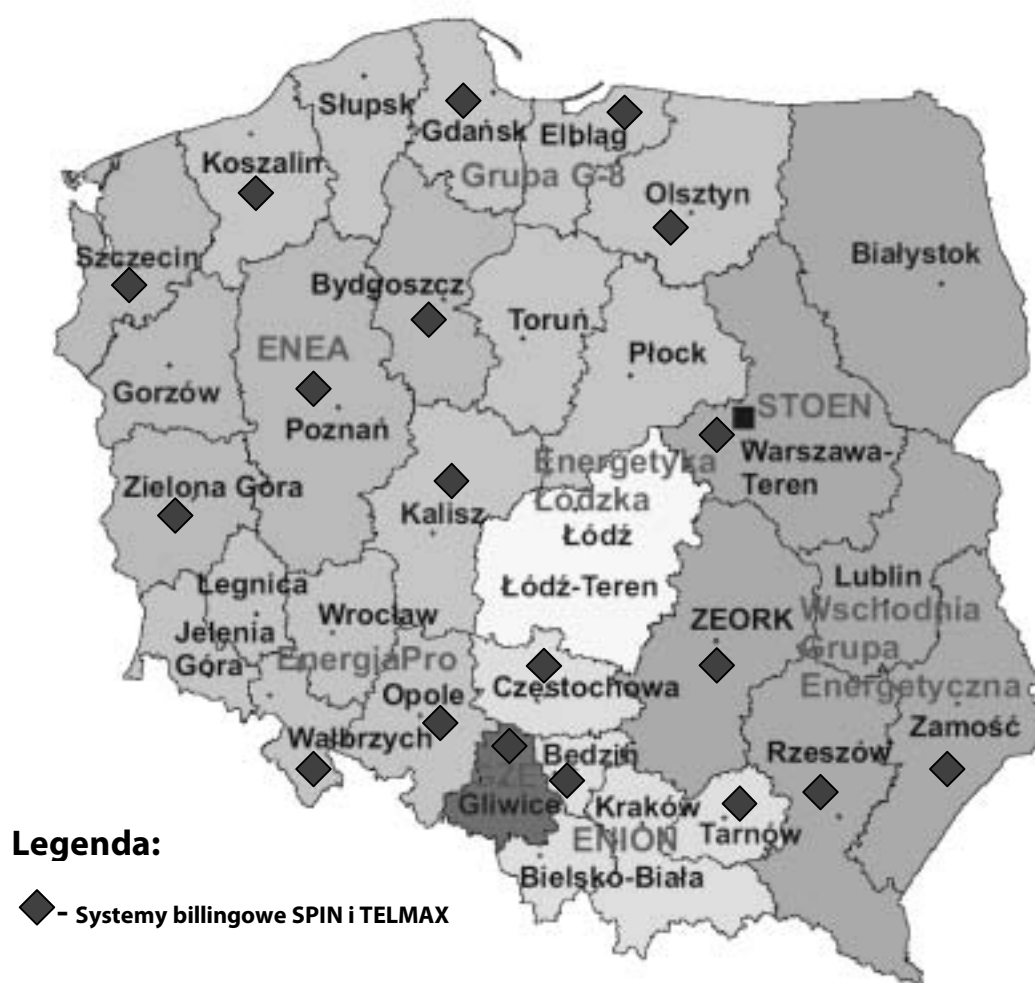 Słupsk
Gdańsk
Elbląg
Koszalin
Grupa G-8
Olsztyn
Szczecin
Białystok
Bydgoszcz
Toruń
ENEA
Płock
Gorzów
STOEN
Poznań
Warszawa-
Teren
Energetyka
Łódzka
Zielona Góra
Kalisz
Łódź
Legnica
Łódź-Teren
Lublin
Wrocław
ZEORK
Wschodnia
Grupa
Energetyczna
Jelenia
Góra
EnergiaPro
Opole
Częstochowa
Zamość
Wałbrzych
Będzin
Rzeszów
GZE
Gliwice
Kraków
Tarnów
ENION
Bielsko-Biała
Legenda:
- Systemy billingowe SPIN i TELMAX